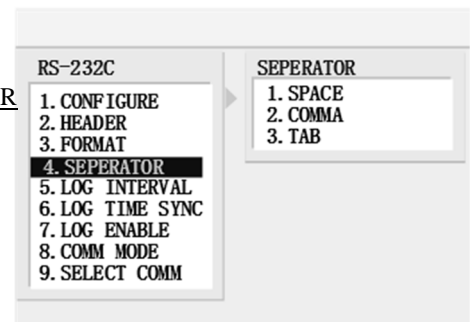 R
RS-232C
1. CONFIGURE
2. HEADER
3. FORMAT
4. SEPERATOR
5. LOG INTERVAL
6. LOG TIME SYNC
7. LOG ENABLE
8. COMM MODE
9. SELECT COMM
SEPERATOR
1. SPACE
2. COMMA
3. TAB